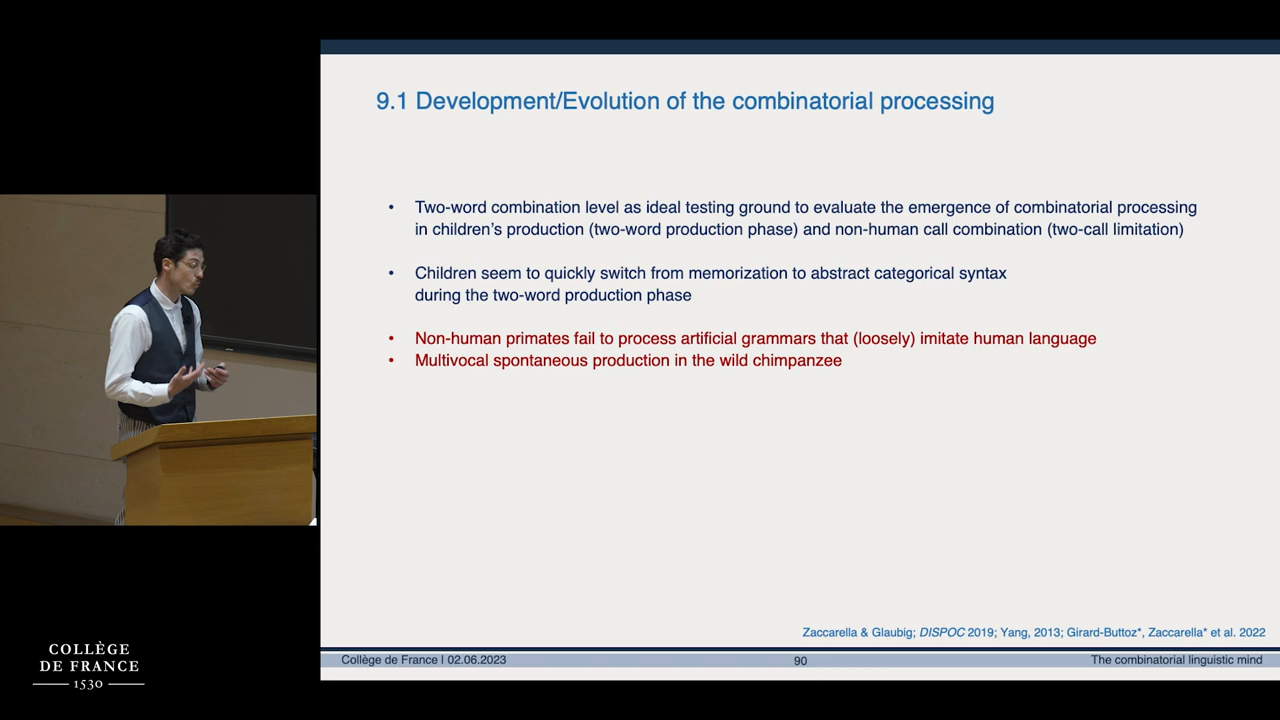 9.1 Development/Evolution of the combinatorial processing
• Two-word combination level as ideal testing ground to evaluate the emergence of combinatorial processing
in children's production (two-word production phase) and non-human call combination (two-call limitation)
• Children seem to quickly switch from memorization to abstract categorical syntax
during the two-word production phase
• Non-human primates fail to process artificial grammars that (loosely) imitate human language
• Multivocal spontaneous production in the wild chimpanzee
Zaccarella & Glaubig; DISPOC 2019; Yang, 2013; Girard-Buttoz*, Zaccarella* et al. 2022
Collège de France I 02.06.2023
90
The combinatorial linguistic mind
COLLÈGE
DE FRANCE
1530